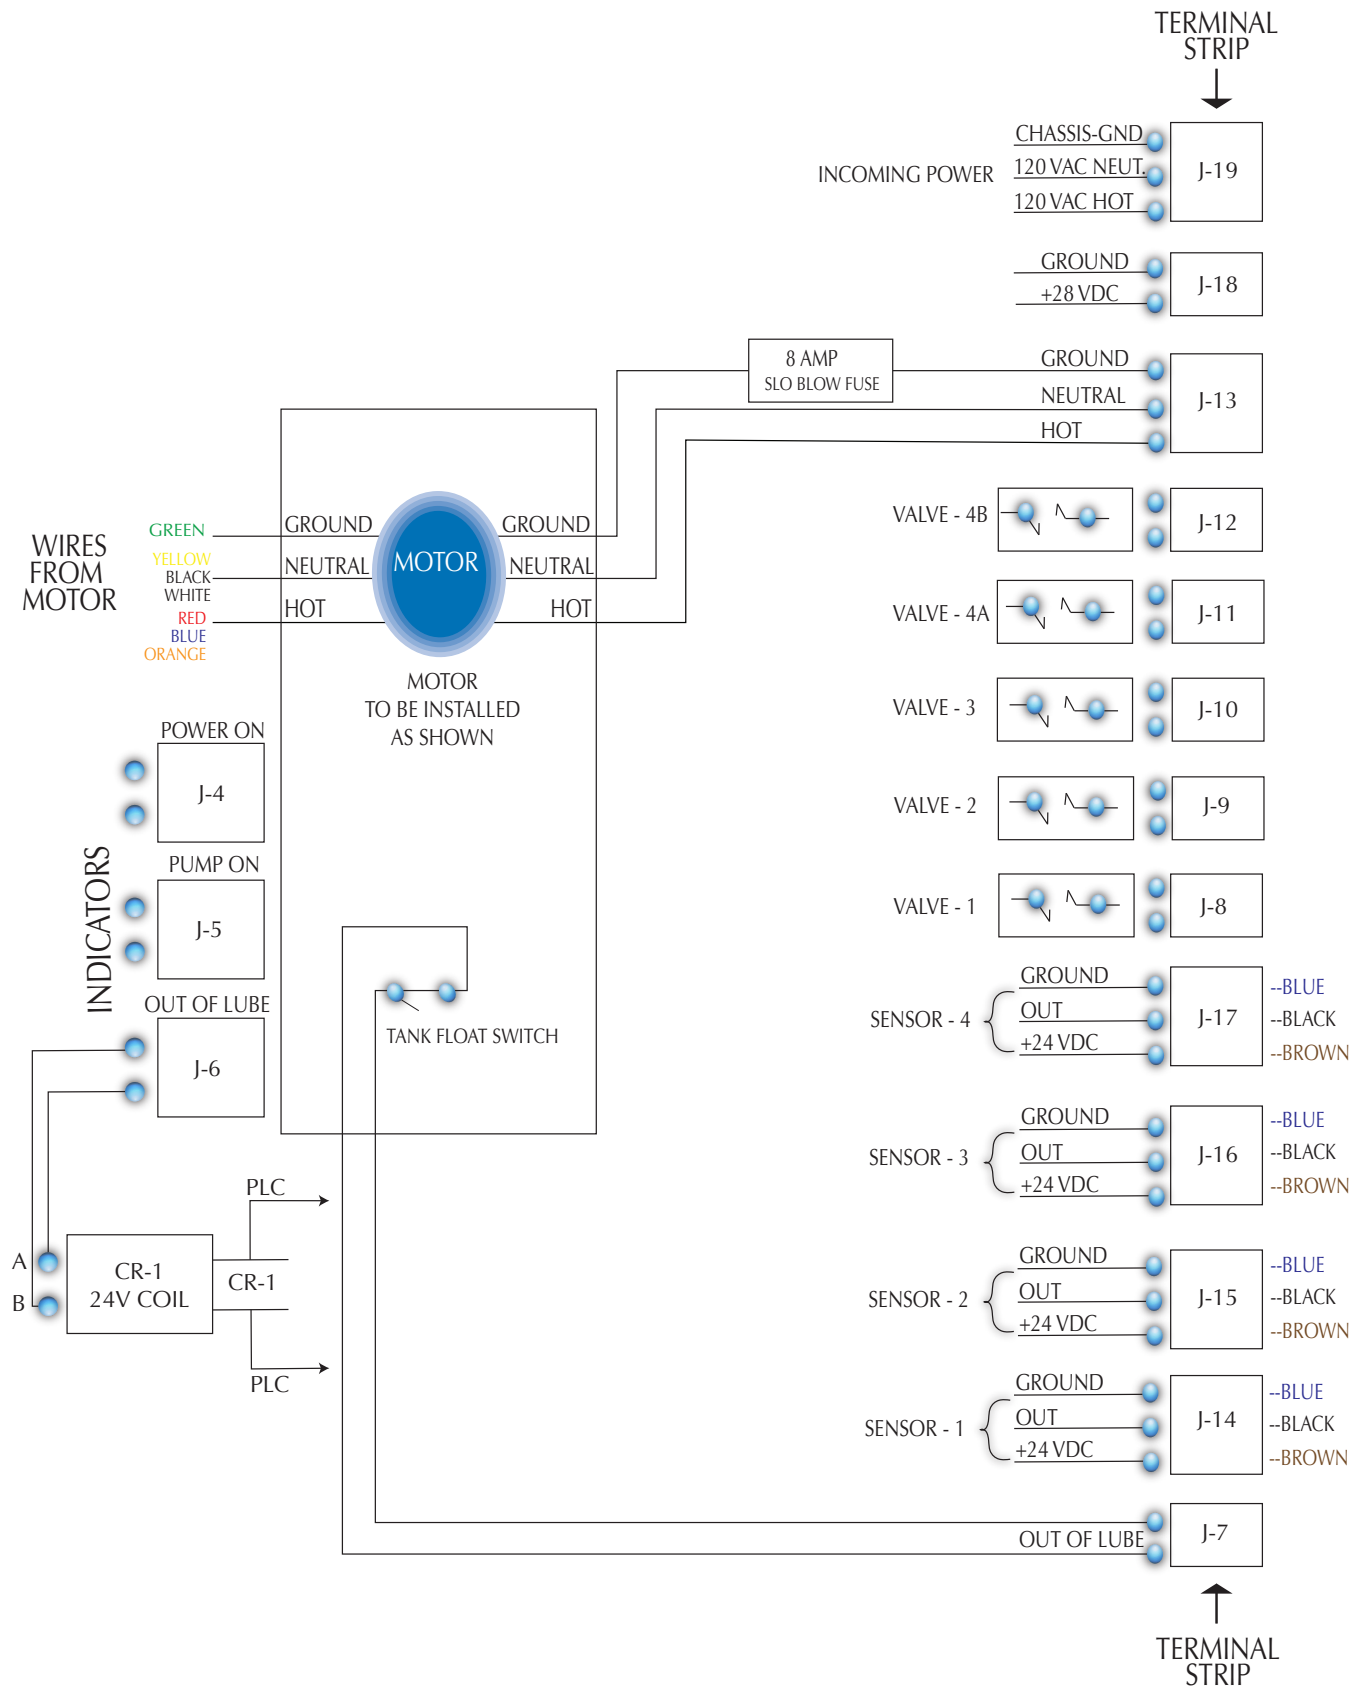 TERMINAL
STRIP
CHASSIS-GND
INCOMING POWER
120 VAC NEUT.
120 VAC HOT
J-19
GROUND
+28 VDC
J-18
8 AMP
SLO BLOW FUSE
GROUND
NEUTRAL
HOT
J-13
WIRES
FROM
MOTOR
GREEN
YELLOW
BLACK
WHITE
RED
BLUE
ORANGE
GROUND
NEUTRAL
HOT
MOTOR
GROUND
NEUTRAL
HOT
MOTOR
TO BE INSTALLED
AS SHOWN
VALVE - 4B
J-12
VALVE - 4A
J-11
VALVE - 3
J-10
VALVE - 2
J-9
VALVE - 1
J-8
INDICATORS
POWER ON
J-4
PUMP ON
J-5
OUT OF LUBE
J-6
TANK FLOAT SWITCH
SENSOR - 4
GROUND
OUT
+24 VDC
J-17
--BLUE
--BLACK
--BROWN
SENSOR - 3
GROUND
OUT
+24 VDC
J-16
--BLUE
--BLACK
--BROWN
PLC
A
B
CR-1
24V COIL
CR-1
PLC
SENSOR - 2
GROUND
OUT
+24 VDC
J-15
--BLUE
--BLACK
--BROWN
SENSOR - 1
GROUND
OUT
+24 VDC
J-14
--BLUE
--BLACK
--BROWN
OUT OF LUBE
J-7
TERMINAL
STRIP